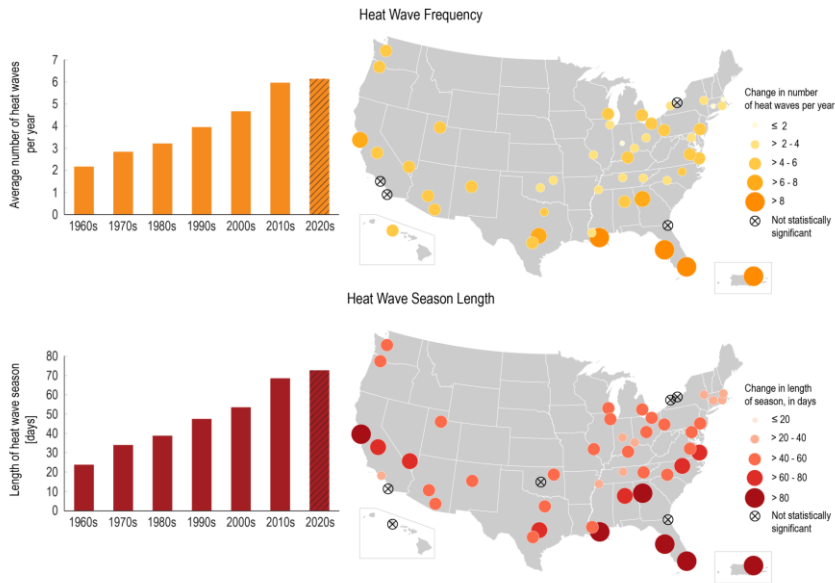 Heat Wave Frequency
Average number of heat waves
per year
7
6
5
4
3
2
1
0
1960s 1970s 1980s 1990s 2000s 2010s 2020s
Change in number
of heat waves per year
≤ 2
> 2 - 4
> 4 - 6
> 6 - 8
> 8
Not statistically
significant
Heat Wave Season Length
Length of heat wave season
[days]
80
70
60
50
40
30
20
10
0
1960s 1970s 1980s 1990s 2000s 2010s 2020s
Change in length
of season, in days
≤ 20
> 20 - 40
> 40 - 60
> 60 - 80
> 80
Not statistically
significant